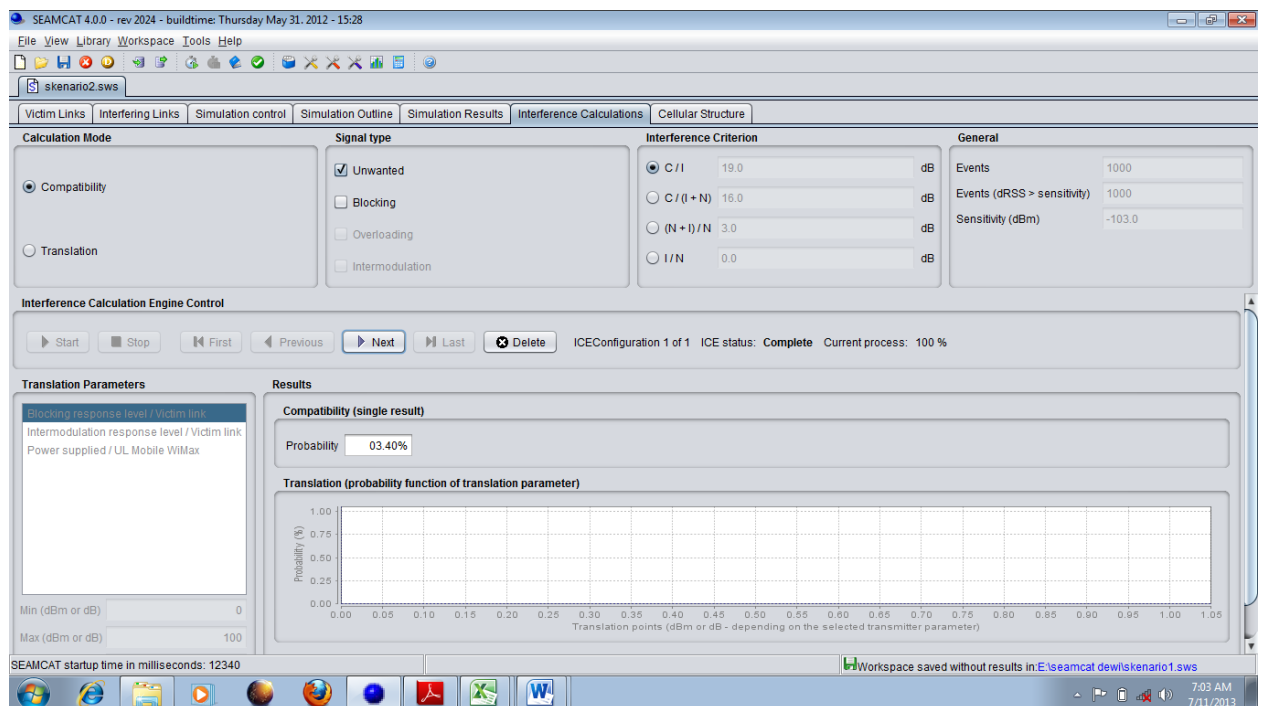 SEAMCAT 4.0.0 - rev 2024 - buildtime: Thursday May 31. 2012 - 15:28
File View Library Workspace Tools Help
skenario2.sws
Victim Links Interfering Links Simulation control Simulation Outline Simulation Results Interference Calculations Cellular Structure
Calculation Mode
Compatibility
Translation
Signal type
Unwanted
Blocking
Overloading
Intermodulation
Interference Criterion
C / I 19.0 dB
C / (I + N) 16.0 dB
(N + I) / N 3.0 dB
I / N 0.0 dB
General
Events 1000
Events (dRSS > sensitivity) 1000
Sensitivity (dBm) -103.0
Interference Calculation Engine Control
Start Stop First Previous Next Last Delete ICEConfiguration 1 of 1 ICE status: Complete Current process: 100 %
Translation Parameters
Blocking response level / Victim link
Intermodulation response level / Victim link
Power supplied / UL Mobile WiMax
Min (dBm or dB) 0
Max (dBm or dB) 100
Results
Compatibility (single result)
Probability 03.40%
Translation (probability function of translation parameter)
Probability (%)
1.00
0.75
0.50
0.25
0.00
0.00 0.05 0.10 0.15 0.20 0.25 0.30 0.35 0.40 0.45 0.50 0.55 0.60 0.65 0.70 0.75 0.80 0.85 0.90 0.95 1.00 1.05
Translation points (dBm or dB - depending on the selected transmitter parameter)
SEAMCAT startup time in milliseconds: 12340
Workspace saved without results in:E:\seamcat dewi\skenario1.sws
7:03 AM
7/11/2013